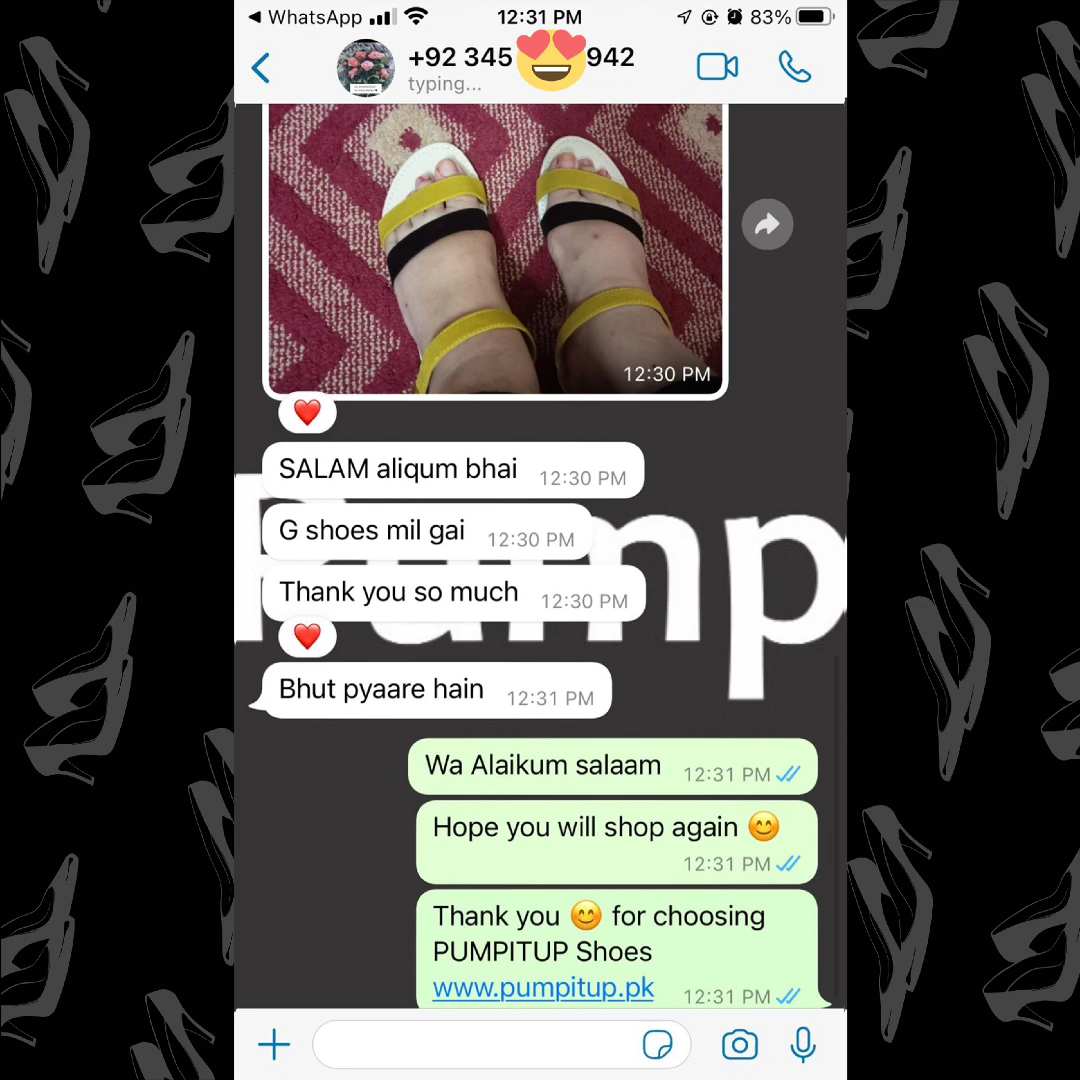 WhatsApp 12:31 PM 83%
+92 345 942
typing...
12:30 PM
SALAM aliqum bhai 12:30 PM
G shoes mil gai 12:30 PM
Pump
Thank you so much 12:30 PM
Bhut pyaare hain 12:31 PM
Wa Alaikum salaam 12:31 PM
Hope you will shop again 😊
12:31 PM
Thank you 😊 for choosing
PUMPITUP Shoes
www.pumpitup.pk 12:31 PM